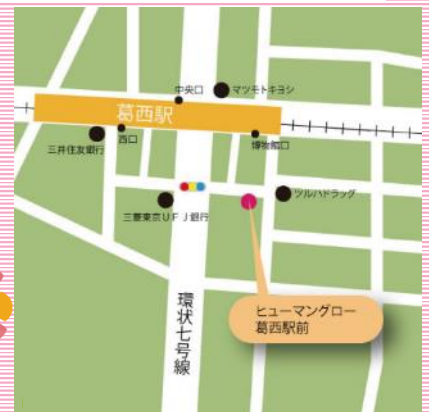 中央口
マツモトキヨシ
葛西駅
西口
博物館口
三井住友銀行
ツルハドラッグ
三菱東京UFJ銀行
環状七号線
ヒューマングロー
葛西駅前